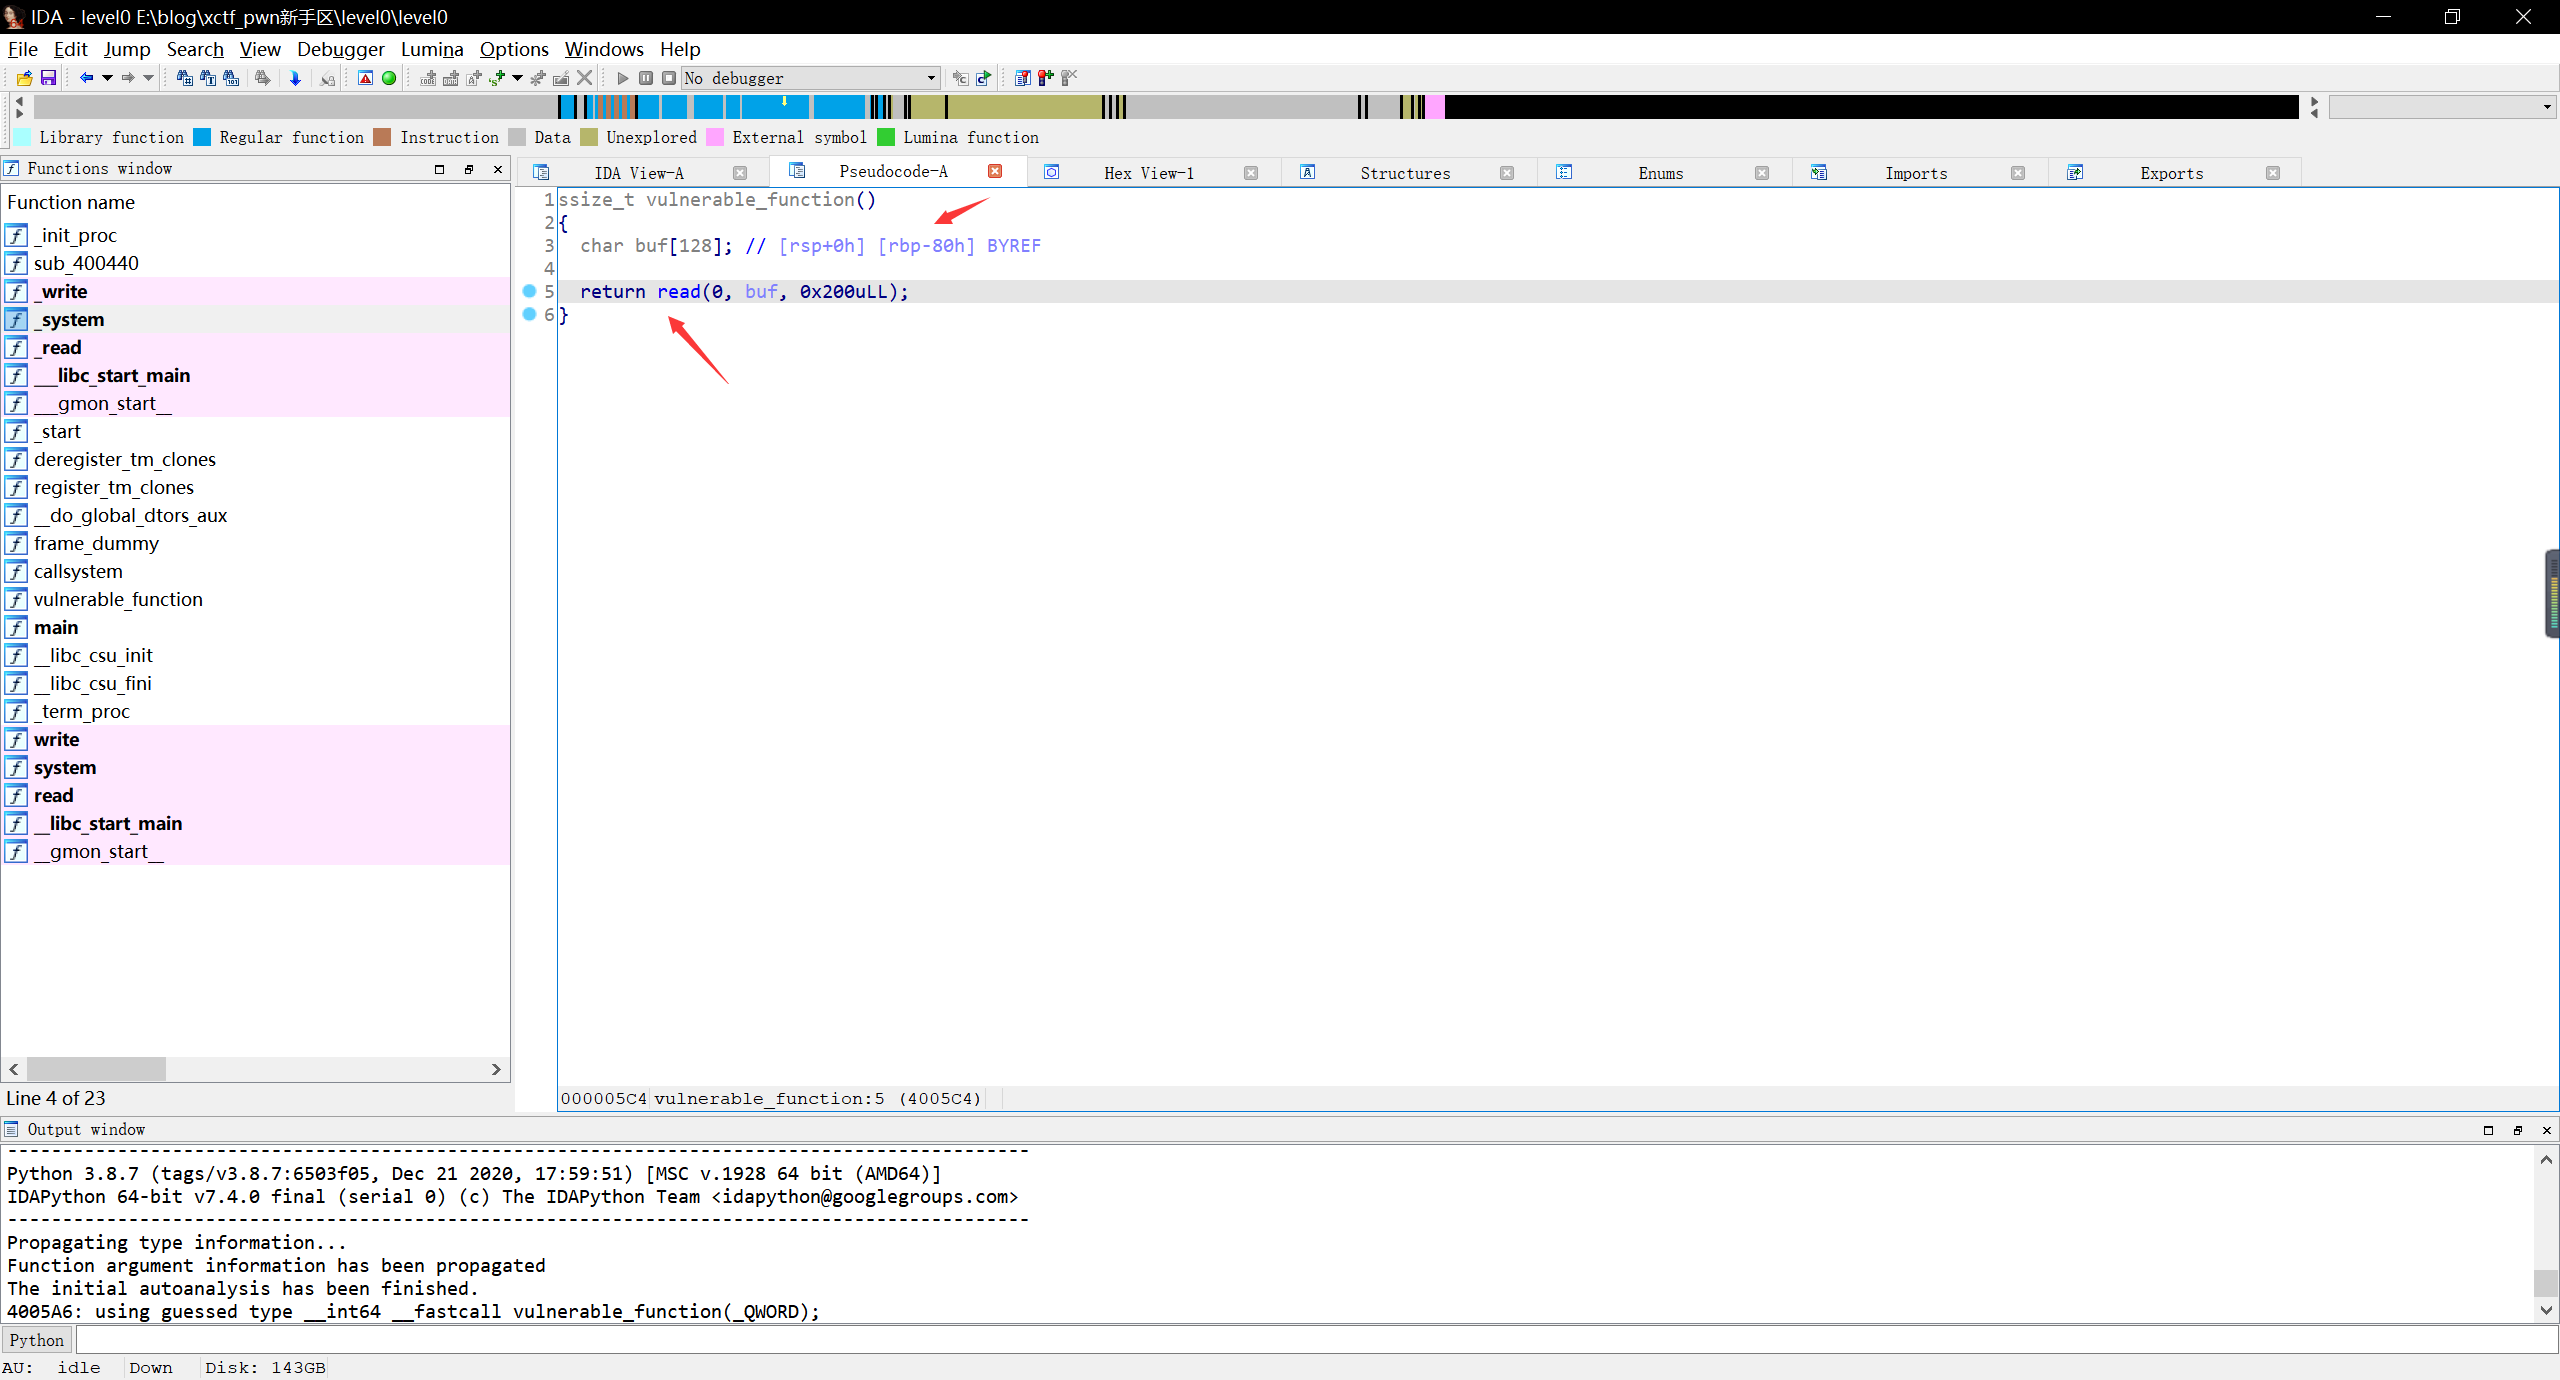 IDA - level0 E:\blog\xctf_pwn新手区\level0\level0
File Edit Jump Search View Debugger Lumina Options Windows Help
No debugger
Library function Regular function Instruction Data Unexplored External symbol Lumina function
Functions window
IDA View-A Pseudocode-A Hex View-1 Structures Enums Imports Exports
Function name
_init_proc
sub_400440
_write
_system
_read
___libc_start_main
___gmon_start__
_start
deregister_tm_clones
register_tm_clones
__do_global_dtors_aux
frame_dummy
callsystem
vulnerable_function
main
__libc_csu_init
__libc_csu_fini
_term_proc
write
system
read
__libc_start_main
__gmon_start__
Line 4 of 23
1 ssize_t vulnerable_function()
2 {
3 char buf[128]; // [rsp+0h] [rbp-80h] BYREF
4
5 return read(0, buf, 0x200uLL);
6 }
000005C4 vulnerable_function:5 (4005C4)
Output window
---------------------------------------------------------------------------------------------
Python 3.8.7 (tags/v3.8.7:6503f05, Dec 21 2020, 17:59:51) [MSC v.1928 64 bit (AMD64)]
IDAPython 64-bit v7.4.0 final (serial 0) (c) The IDAPython Team <idapython@googlegroups.com>
---------------------------------------------------------------------------------------------
Propagating type information...
Function argument information has been propagated
The initial autoanalysis has been finished.
4005A6: using guessed type __int64 __fastcall vulnerable_function(_QWORD);
Python
AU: idle Down Disk: 143GB